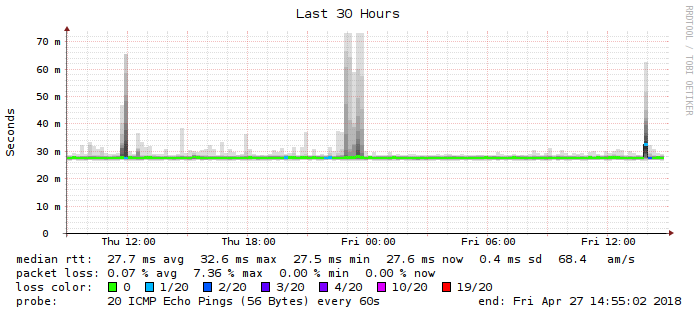 Last 30 Hours
RRDTOOL / TOBI OETIKER
Seconds
70 m
60 m
50 m
40 m
30 m
20 m
10 m
0
Thu 12:00 Thu 18:00 Fri 00:00 Fri 06:00 Fri 12:00
median rtt: 27.7 ms avg 32.6 ms max 27.5 ms min 27.6 ms now 0.4 ms sd 68.4 am/s
packet loss: 0.07 % avg 7.36 % max 0.00 % min 0.00 % now
loss color: 0 1/20 2/20 3/20 4/20 10/20 19/20
probe: 20 ICMP Echo Pings (56 Bytes) every 60s end: Fri Apr 27 14:55:02 2018